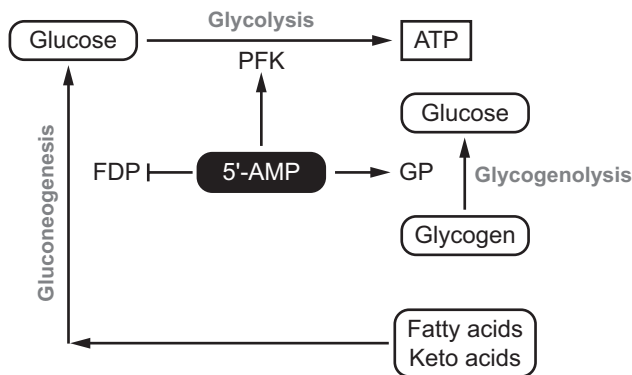 Glycolysis
Glucose
ATP
PFK
Glucose
Gluconeogenesis
FDP
5'-AMP
GP
Glycogenolysis
Glycogen
Fatty acids
Keto acids